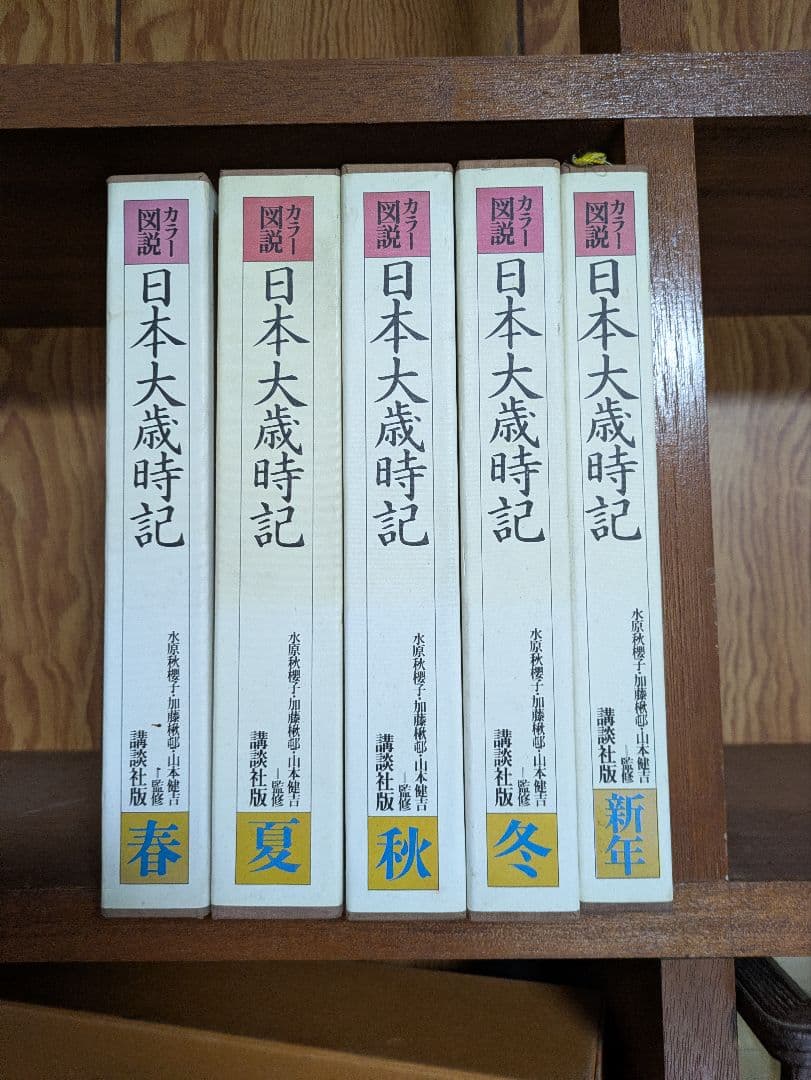 カラー
図説
日本大歳時記
水原秋櫻子・加藤楸邨・山本健吉
―監修
講談社版
春
カラー
図説
日本大歳時記
水原秋櫻子・加藤楸邨・山本健吉
―監修
講談社版
夏
カラー
図説
日本大歳時記
水原秋櫻子・加藤楸邨・山本健吉
―監修
講談社版
秋
カラー
図説
日本大歳時記
水原秋櫻子・加藤楸邨・山本健吉
―監修
講談社版
冬
カラー
図説
日本大歳時記
水原秋櫻子・加藤楸邨・山本健吉
―監修
講談社版
新年